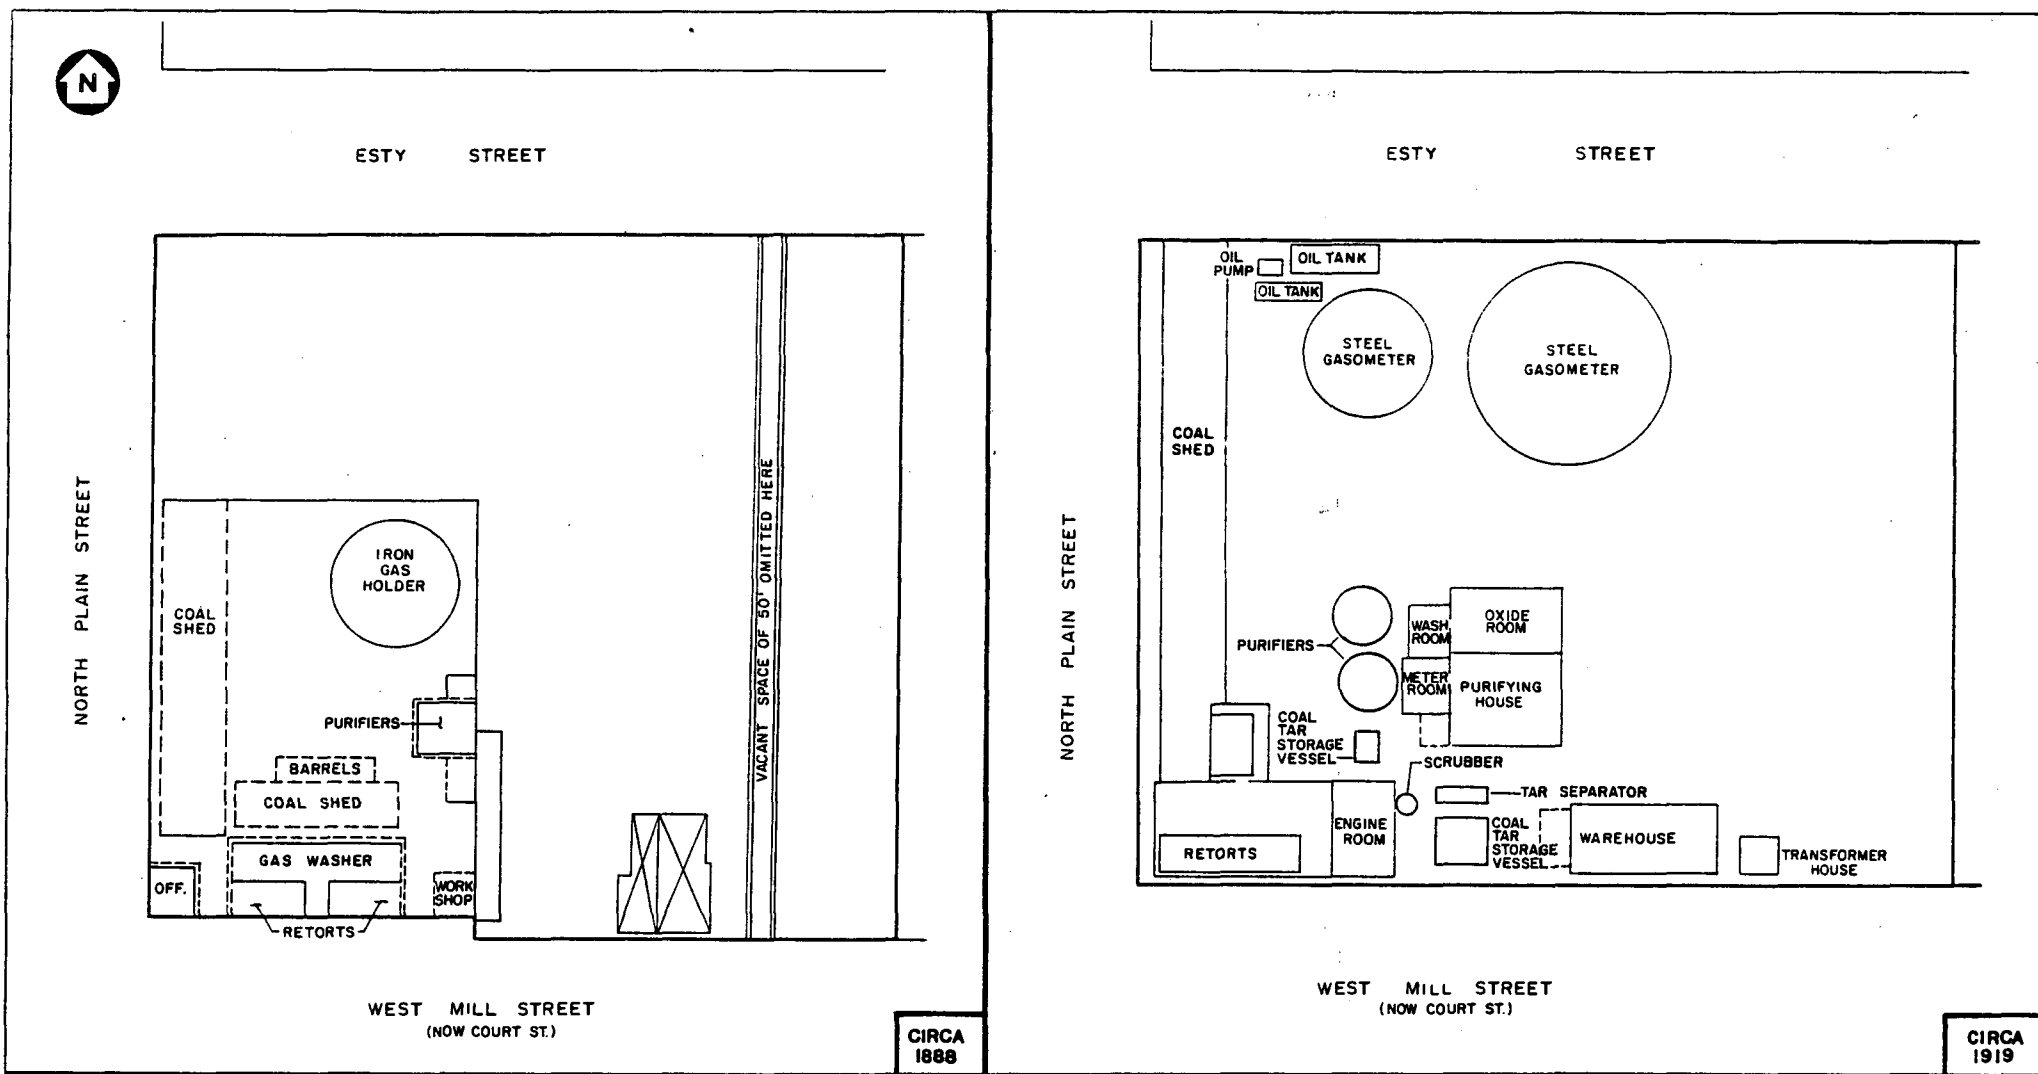 N
ESTY STREET
NORTH PLAIN STREET
IRON
GAS
HOLDER
COAL
SHED
VACANT SPACE OF 50' OMITTED HERE
PURIFIERS
BARRELS
COAL SHED
GAS WASHER
OFF.
WORK
SHOP
RETORTS
WEST MILL STREET
(NOW COURT ST.)
CIRCA
1888
ESTY STREET
OIL
PUMP
OIL TANK
OIL TANK
STEEL
GASOMETER
STEEL
GASOMETER
COAL
SHED
NORTH PLAIN STREET
PURIFIERS
WASH
ROOM
OXIDE
ROOM
METER
ROOM
PURIFYING
HOUSE
COAL
TAR
STORAGE
VESSEL
SCRUBBER
TAR SEPARATOR
ENGINE
ROOM
RETORTS
COAL
TAR
STORAGE
VESSEL
WAREHOUSE
TRANSFORMER
HOUSE
WEST MILL STREET
(NOW COURT ST.)
CIRCA
1919